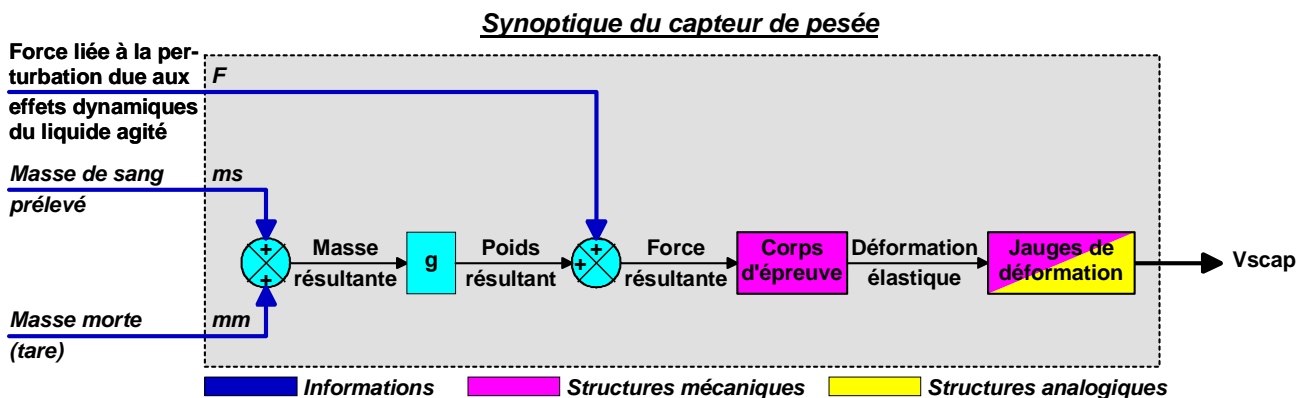 Synoptique du capteur de pesée
Force liée à la per-
turbation due aux
effets dynamiques
du liquide agité
F
Masse de sang
prélevé
ms
Masse morte
(tare)
mm
+
+
Masse
résultante
g
Poids
résultant
+
+
Force
résultante
Corps
d'épreuve
Déformation
élastique
Jauges de
déformation
Vscap
Informations
Structures mécaniques
Structures analogiques